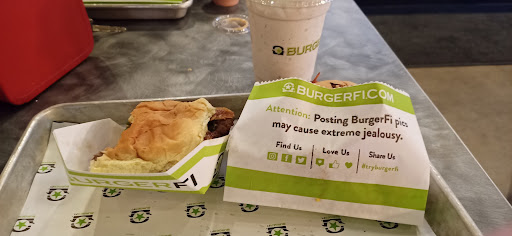 BURGERFI
BURGERFI.COM
Attention: Posting BurgerFi pics
may cause extreme jealousy.
Find Us
Love Us
Share Us
#tryburgerfi
BURGERFI